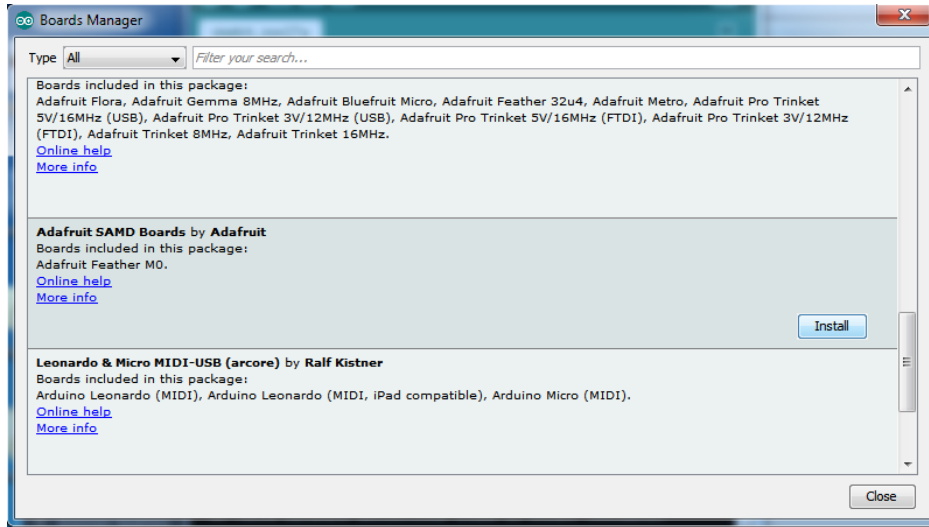 Boards Manager
Type All Filter your search...
Boards included in this package:
Adafruit Flora, Adafruit Gemma 8MHz, Adafruit Bluefruit Micro, Adafruit Feather 32u4, Adafruit Metro, Adafruit Pro Trinket
5V/16MHz (USB), Adafruit Pro Trinket 3V/12MHz (USB), Adafruit Pro Trinket 5V/16MHz (FTDI), Adafruit Pro Trinket 3V/12MHz
(FTDI), Adafruit Trinket 8MHz, Adafruit Trinket 16MHz.
Online help
More info
Adafruit SAMD Boards by Adafruit
Boards included in this package:
Adafruit Feather M0.
Online help
More info
Install
Leonardo & Micro MIDI-USB (arcore) by Ralf Kistner
Boards included in this package:
Arduino Leonardo (MIDI), Arduino Leonardo (MIDI, iPad compatible), Arduino Micro (MIDI).
Online help
More info
Close